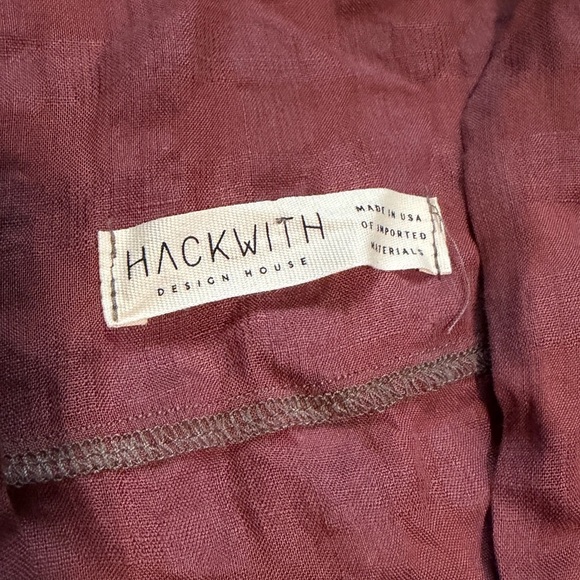 HACKWITH
DESIGN HOUSE
MADE IN USA
OF IMPORTED
MATERIALS